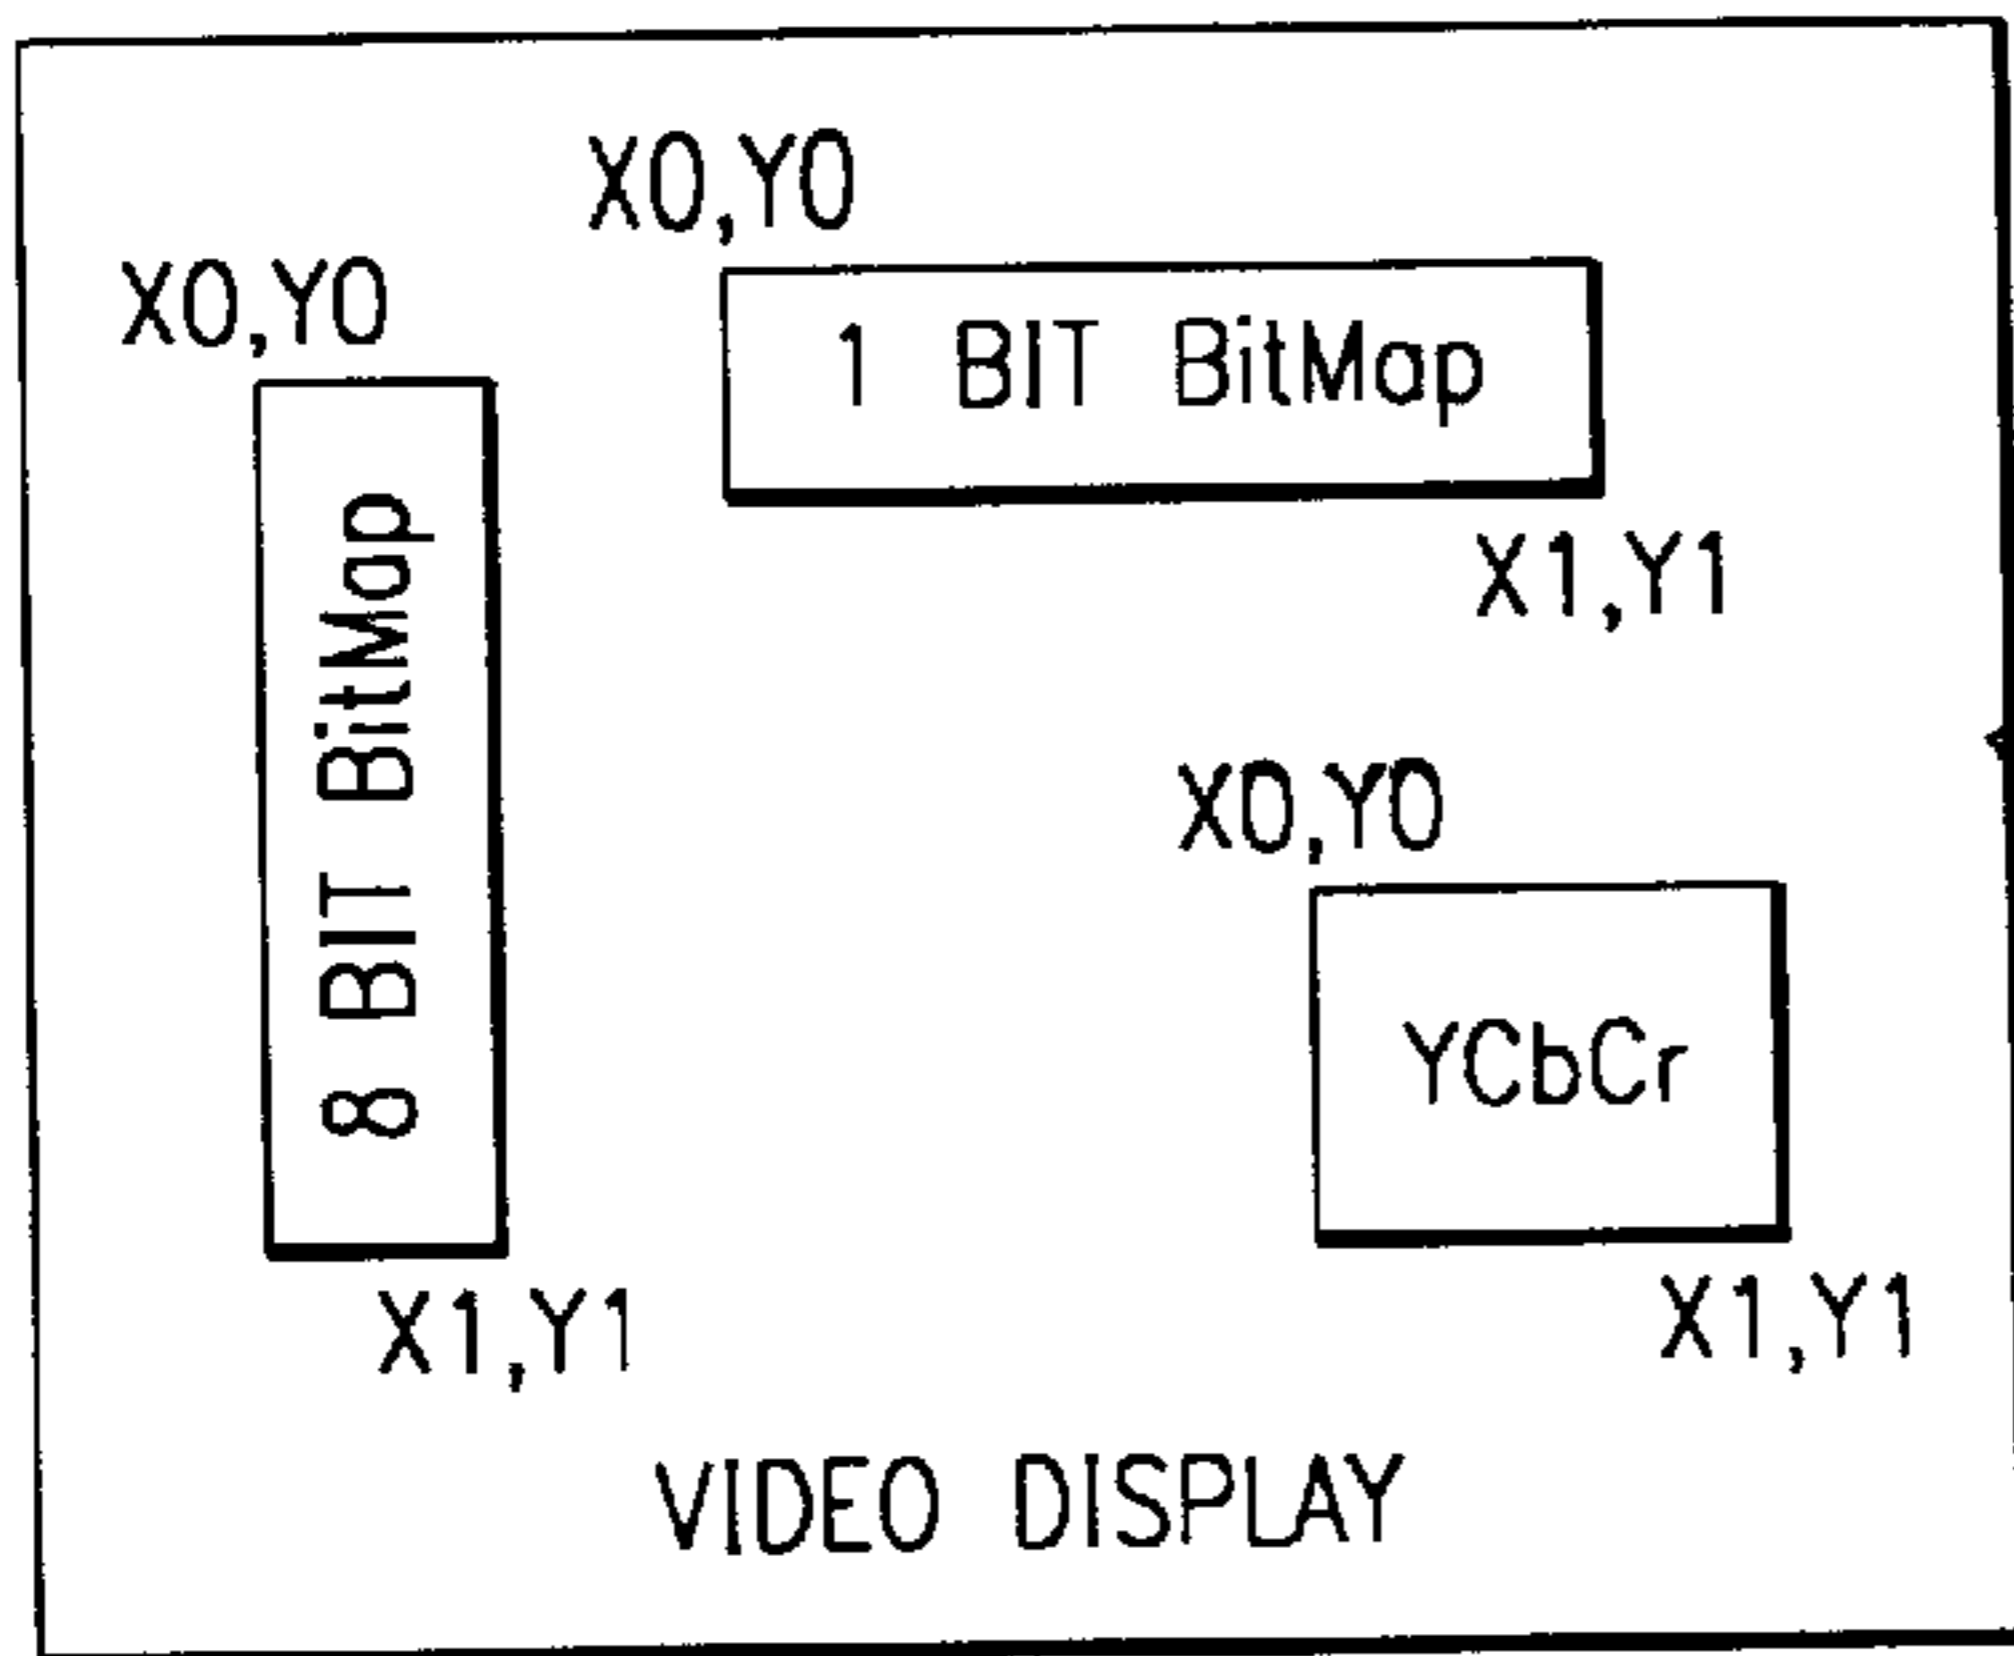 X0,Y0
X0,Y0
1 BIT BitMap
X1,Y1
8 BIT BitMap
X0,Y0
YCbCr
X1,Y1
X1,Y1
VIDEO DISPLAY